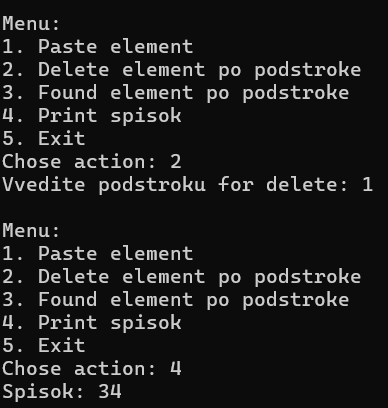 Menu:
1. Paste element
2. Delete element po podstroke
3. Found element po podstroke
4. Print spisok
5. Exit
Chose action: 2
Vvedite podstroku for delete: 1

Menu:
1. Paste element
2. Delete element po podstroke
3. Found element po podstroke
4. Print spisok
5. Exit
Chose action: 4
Spisok: 34